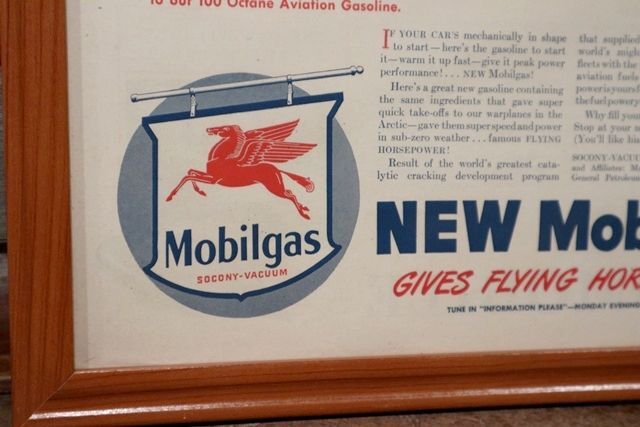 to our 100 Octane Aviation Gasoline.
IF YOUR CAR'S mechanically in shape
to start—here's the gasoline to start
it—warm it up fast—give it peak power
performance! . . . NEW Mobilgas!
Here's a great new gasoline containing
the same ingredients that gave super
quick take-offs to our warplanes in the
Arctic—gave them super speed and power
in sub-zero weather . . . famous FLYING
HORSEPOWER!
Result of the world's greatest cata-
lytic cracking development program
that supplied
world's migh
fleets with the
aviation fuel
power is yours f
the fuel power
Why fill you
Stop at your
(You'll like his
SOCONY-VACUU
and Affiliates: Ma
General Petroleum
Mobilgas
SOCONY-VACUUM
NEW Mob
GIVES FLYING HOR
TUNE IN "INFORMATION PLEASE"—MONDAY EVENING